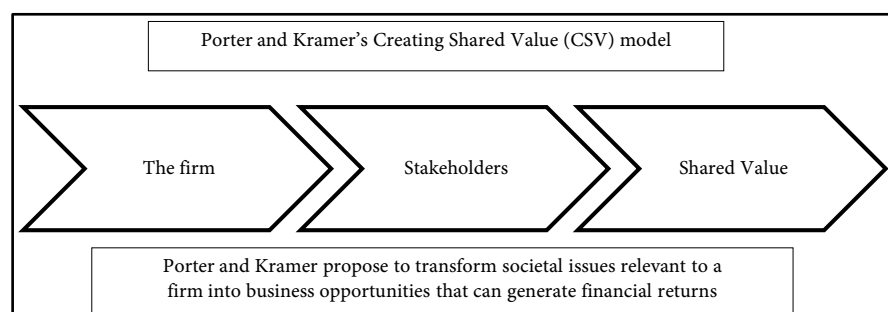 Porter and Kramer’s Creating Shared Value (CSV) model
The firm
Stakeholders
Shared Value
Porter and Kramer propose to transform societal issues relevant to a
firm into business opportunities that can generate financial returns